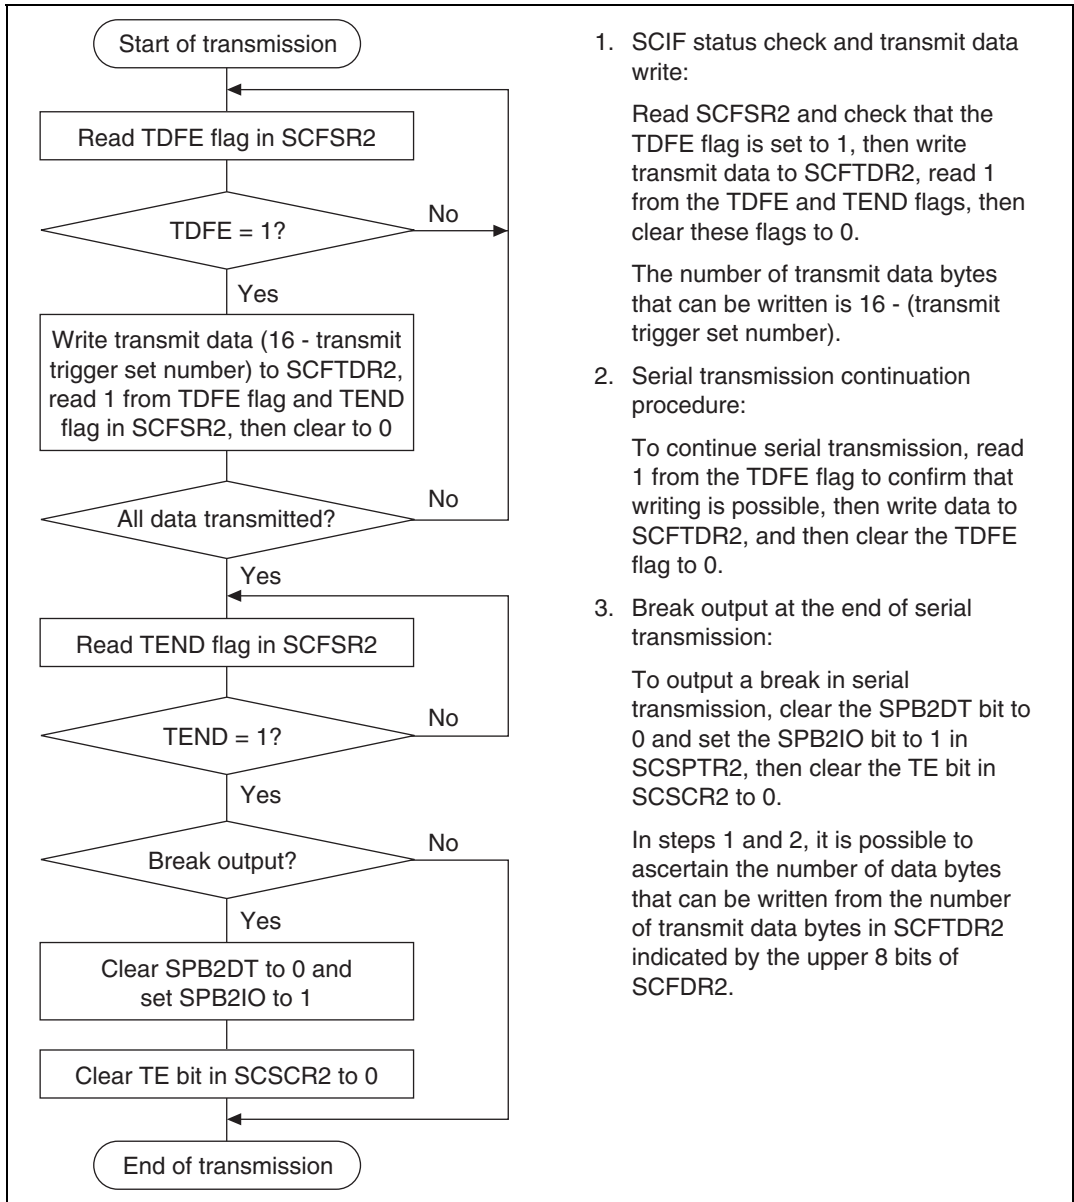 Start of transmission
Read TDFE flag in SCFSR2
TDFE = 1?
No
Yes
Write transmit data (16 - transmit
trigger set number) to SCFTDR2,
read 1 from TDFE flag and TEND
flag in SCFSR2, then clear to 0
All data transmitted?
No
Yes
Read TEND flag in SCFSR2
TEND = 1?
No
Yes
Break output?
No
Yes
Clear SPB2DT to 0 and
set SPB2IO to 1
Clear TE bit in SCSCR2 to 0
End of transmission
1. SCIF status check and transmit data
write:
Read SCFSR2 and check that the
TDFE flag is set to 1, then write
transmit data to SCFTDR2, read 1
from the TDFE and TEND flags, then
clear these flags to 0.
The number of transmit data bytes
that can be written is 16 - (transmit
trigger set number).
2. Serial transmission continuation
procedure:
To continue serial transmission, read
1 from the TDFE flag to confirm that
writing is possible, then write data to
SCFTDR2, and then clear the TDFE
flag to 0.
3. Break output at the end of serial
transmission:
To output a break in serial
transmission, clear the SPB2DT bit to
0 and set the SPB2IO bit to 1 in
SCSPTR2, then clear the TE bit in
SCSCR2 to 0.
In steps 1 and 2, it is possible to
ascertain the number of data bytes
that can be written from the number
of transmit data bytes in SCFTDR2
indicated by the upper 8 bits of
SCFDR2.